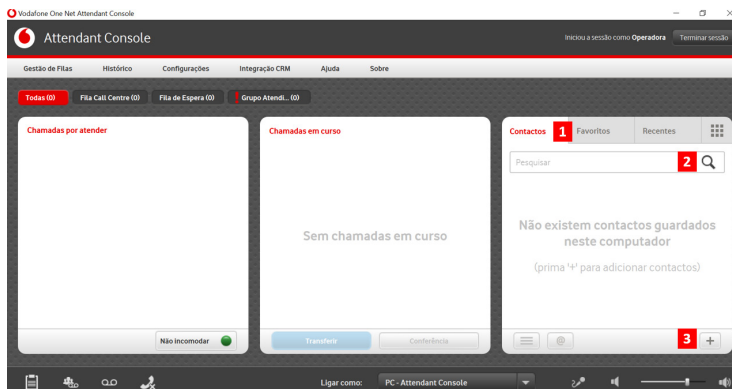 Vodafone One Net Attendant Console
Attendant Console
Iniciou a sessão como Operadora
Terminar sessão
Gestão de Filas Histórico Configurações Integração CRM Ajuda Sobre
Todas (0) Fila Call Centre (0) Fila de Espera (0) Grupo Atendi... (0)
Chamadas por atender
Chamadas em curso
Contactos 1 Favoritos Recentes
Pesquisar 2
Sem chamadas em curso
Não existem contactos guardados
neste computador
(prima '+' para adicionar contactos)
Não incomodar
Transferir Conferência
@ 3 +
Ligar como: PC - Attendant Console